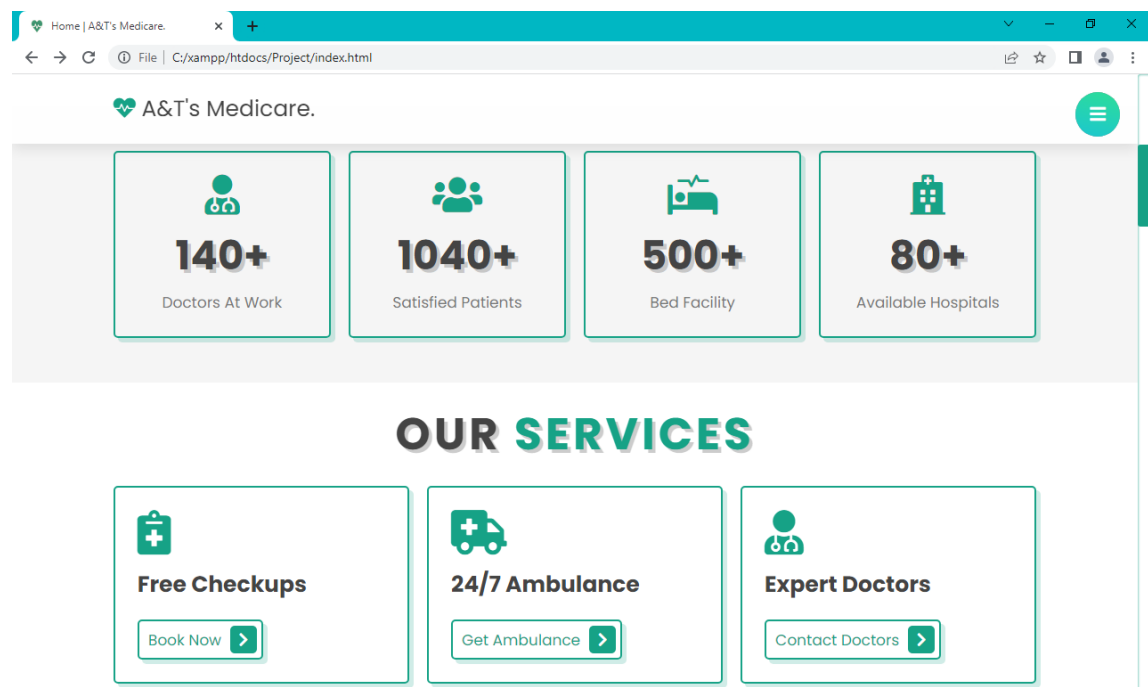 Home | A&T's Medicare.
File | C:/xampp/htdocs/Project/index.html
A&T's Medicare.
140+ 1040+ 500+ 80+
Doctors At Work Satisfied Patients Bed Facility Available Hospitals
OUR SERVICES
Free Checkups 24/7 Ambulance Expert Doctors
Book Now Get Ambulance Contact Doctors